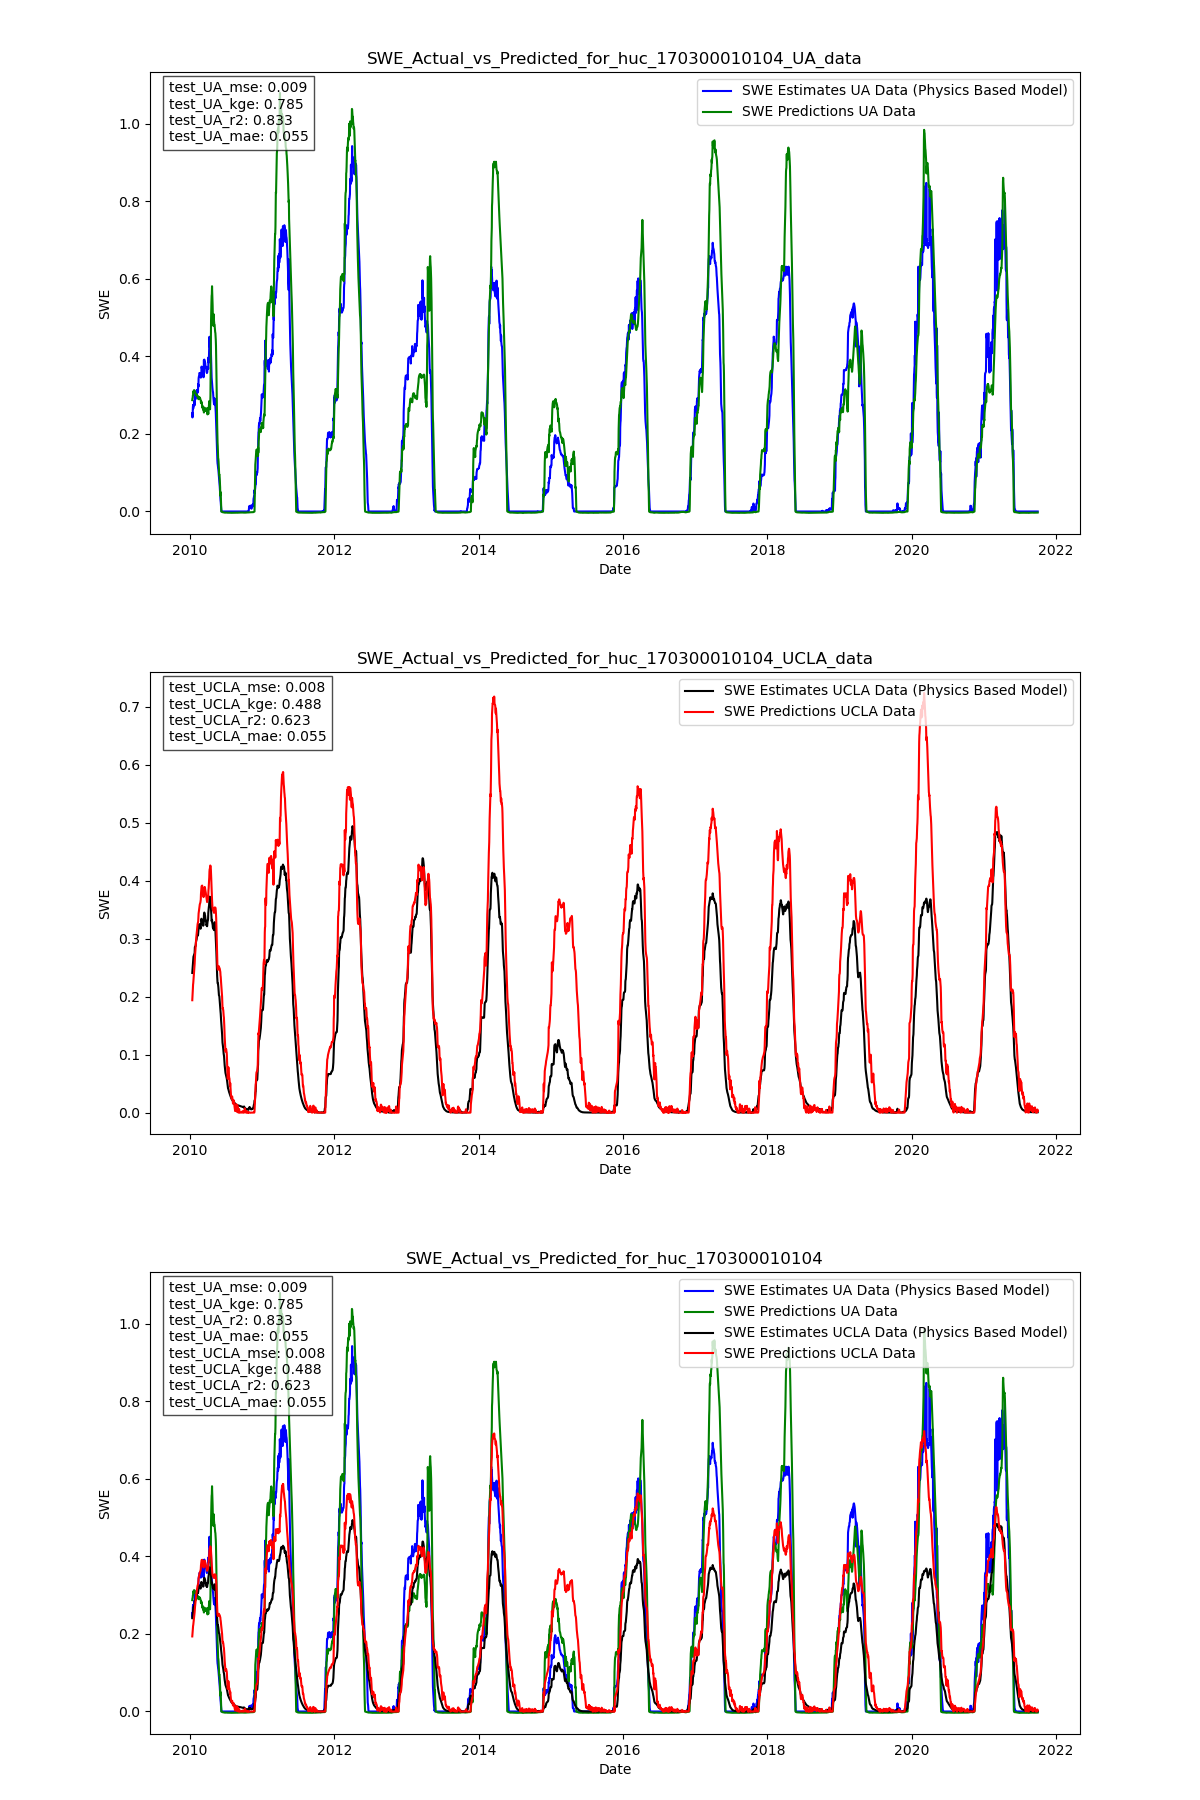 SWE_Actual_vs_Predicted_for_huc_170300010104_UA_data
test_UA_mse: 0.009
test_UA_kge: 0.785
test_UA_r2: 0.833
test_UA_mae: 0.055
SWE Estimates UA Data (Physics Based Model)
SWE Predictions UA Data
1.0
0.8
0.6
0.4
0.2
0.0
SWE
2010 2012 2014 2016 2018 2020 2022
Date
SWE_Actual_vs_Predicted_for_huc_170300010104_UCLA_data
test_UCLA_mse: 0.008
test_UCLA_kge: 0.488
test_UCLA_r2: 0.623
test_UCLA_mae: 0.055
SWE Estimates UCLA Data (Physics Based Model)
SWE Predictions UCLA Data
0.7
0.6
0.5
0.4
0.3
0.2
0.1
0.0
SWE
2010 2012 2014 2016 2018 2020 2022
Date
SWE_Actual_vs_Predicted_for_huc_170300010104
test_UA_mse: 0.009
test_UA_kge: 0.785
test_UA_r2: 0.833
test_UA_mae: 0.055
test_UCLA_mse: 0.008
test_UCLA_kge: 0.488
test_UCLA_r2: 0.623
test_UCLA_mae: 0.055
SWE Estimates UA Data (Physics Based Model)
SWE Predictions UA Data
SWE Estimates UCLA Data (Physics Based Model)
SWE Predictions UCLA Data
1.0
0.8
0.6
0.4
0.2
0.0
SWE
2010 2012 2014 2016 2018 2020 2022
Date